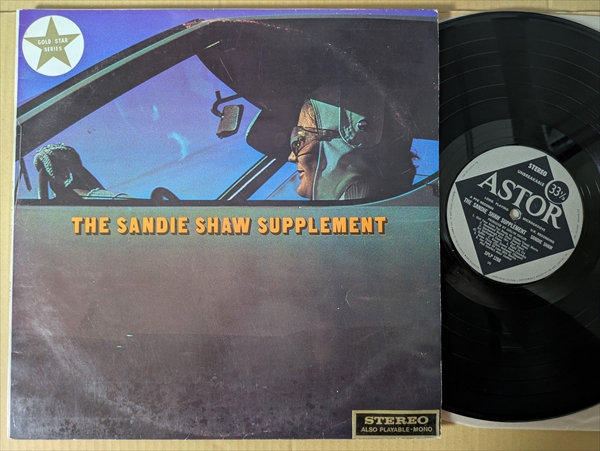 GOLD STAR
SERIES
THE SANDIE SHAW SUPPLEMENT
STEREO
ALSO PLAYABLE-MONO
STEREO
UNBREAKABLE
33⅓
ASTOR
THE SANDIE SHAW SUPPLEMENT
SANDIE SHAW